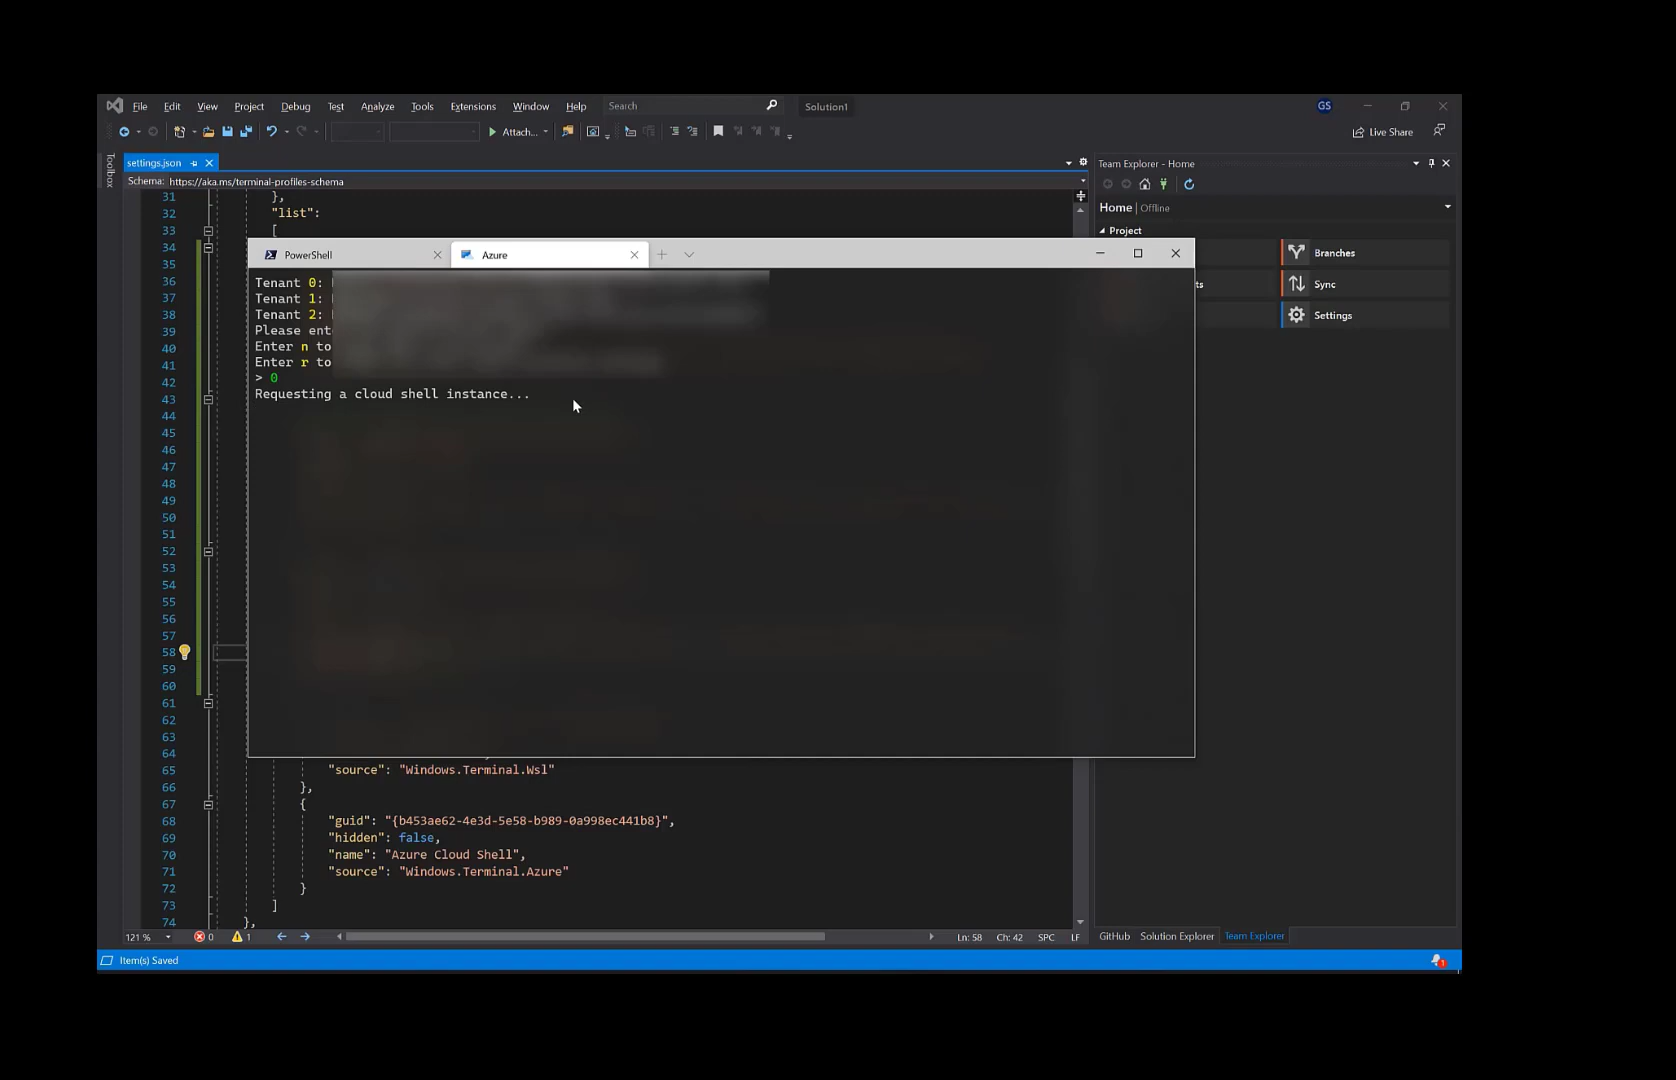 File Edit View Project Debug Test Analyze Tools Extensions Window Help Search Solution1 GS
Attach... Live Share
Toolbox
settings.json
Team Explorer - Home
Schema: https://aka.ms/terminal-profiles-schema
Home | Offline
Project
Branches
Sync
Settings
ts
31 },
32 "list":
33 [
34
35
36
37
38
39
40
41
42
43
44
45
46
47
48
49
50
51
52
53
54
55
56
57
58
59
60
61
62
63
64
PowerShell Azure
Tenant 0:
Tenant 1:
Tenant 2:
Please ent
Enter n to
Enter r to
> 0
Requesting a cloud shell instance...
65 "source": "Windows.Terminal.Wsl"
66 },
67 {
68 "guid": "{b453ae62-4e3d-5e58-b989-0a998ec441b8}",
69 "hidden": false,
70 "name": "Azure Cloud Shell",
71 "source": "Windows.Terminal.Azure"
72 }
73 ]
74 },
121 % 0 1 Ln: 58 Ch: 42 SPC LF
GitHub Solution Explorer Team Explorer
Item(s) Saved 1